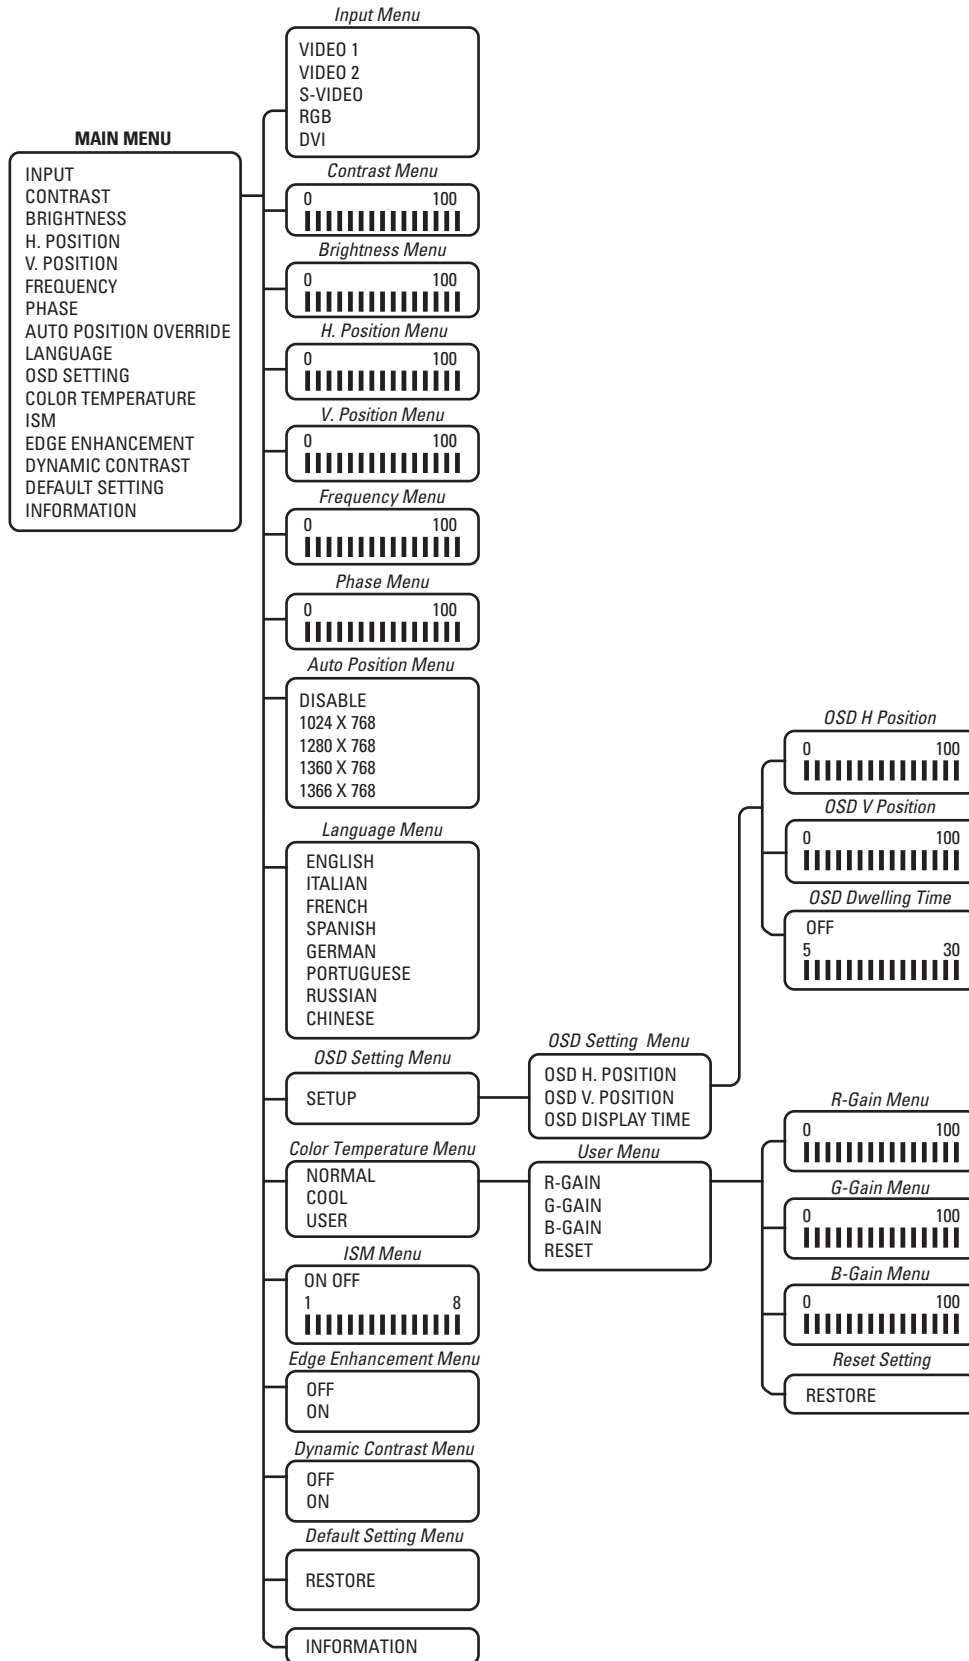 MAIN MENU
INPUT
CONTRAST
BRIGHTNESS
H. POSITION
V. POSITION
FREQUENCY
PHASE
AUTO POSITION OVERRIDE
LANGUAGE
OSD SETTING
COLOR TEMPERATURE
ISM
EDGE ENHANCEMENT
DYNAMIC CONTRAST
DEFAULT SETTING
INFORMATION
Input Menu
VIDEO 1
VIDEO 2
S-VIDEO
RGB
DVI
Contrast Menu
0 100
Brightness Menu
0 100
H. Position Menu
0 100
V. Position Menu
0 100
Frequency Menu
0 100
Phase Menu
0 100
Auto Position Menu
DISABLE
1024 X 768
1280 X 768
1360 X 768
1366 X 768
Language Menu
ENGLISH
ITALIAN
FRENCH
SPANISH
GERMAN
PORTUGUESE
RUSSIAN
CHINESE
OSD Setting Menu
SETUP
Color Temperature Menu
NORMAL
COOL
USER
ISM Menu
ON OFF
1 8
Edge Enhancement Menu
OFF
ON
Dynamic Contrast Menu
OFF
ON
Default Setting Menu
RESTORE
INFORMATION
OSD Setting Menu
OSD H. POSITION
OSD V. POSITION
OSD DISPLAY TIME
User Menu
R-GAIN
G-GAIN
B-GAIN
RESET
OSD H Position
0 100
OSD V Position
0 100
OSD Dwelling Time
OFF
5 30
R-Gain Menu
0 100
G-Gain Menu
0 100
B-Gain Menu
0 100
Reset Setting
RESTORE